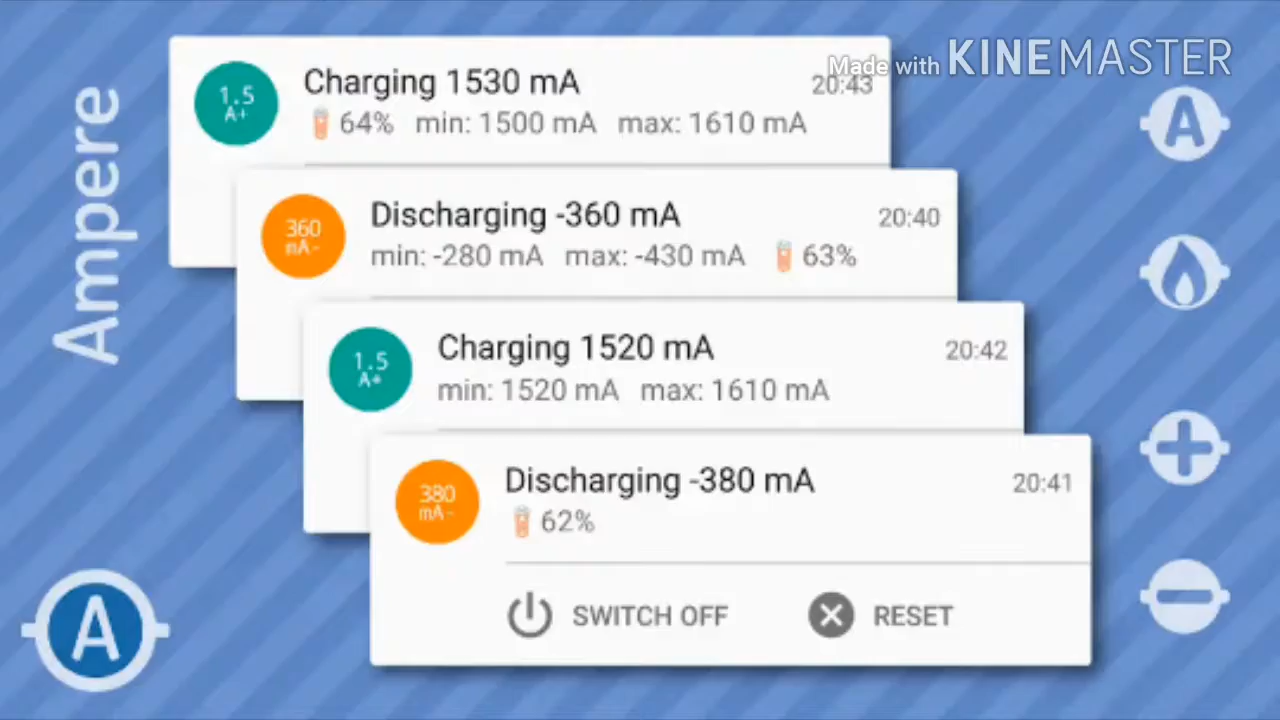 Made with KINEMASTER
Ampere
1.5
A+
Charging 1530 mA
20:43
64% min: 1500 mA max: 1610 mA
360
mA-
Discharging -360 mA
20:40
min: -280 mA max: -430 mA 63%
1.5
A+
Charging 1520 mA
20:42
min: 1520 mA max: 1610 mA
380
mA-
Discharging -380 mA
20:41
62%
SWITCH OFF
RESET
A
A